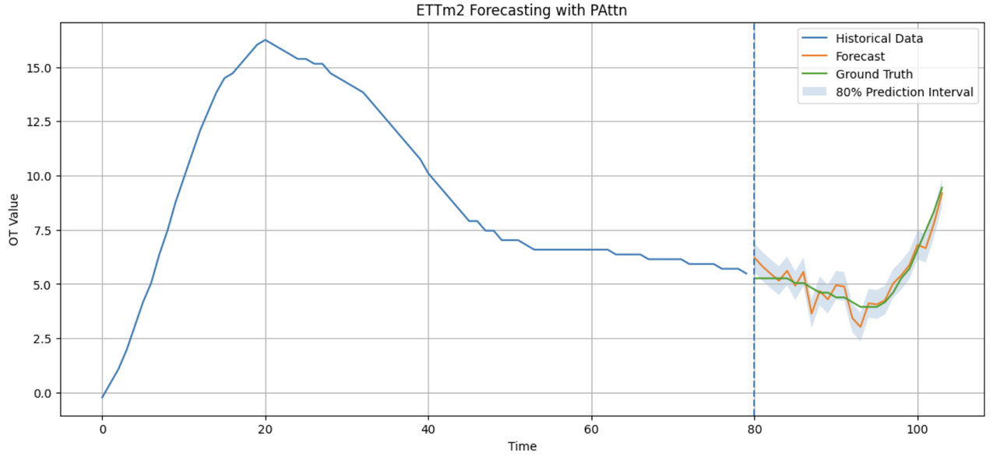 ETTm2 Forecasting with PAttn
Historical Data
Forecast
Ground Truth
80% Prediction Interval
OT Value
15.0
12.5
10.0
7.5
5.0
2.5
0.0
0 20 40 60 80 100
Time